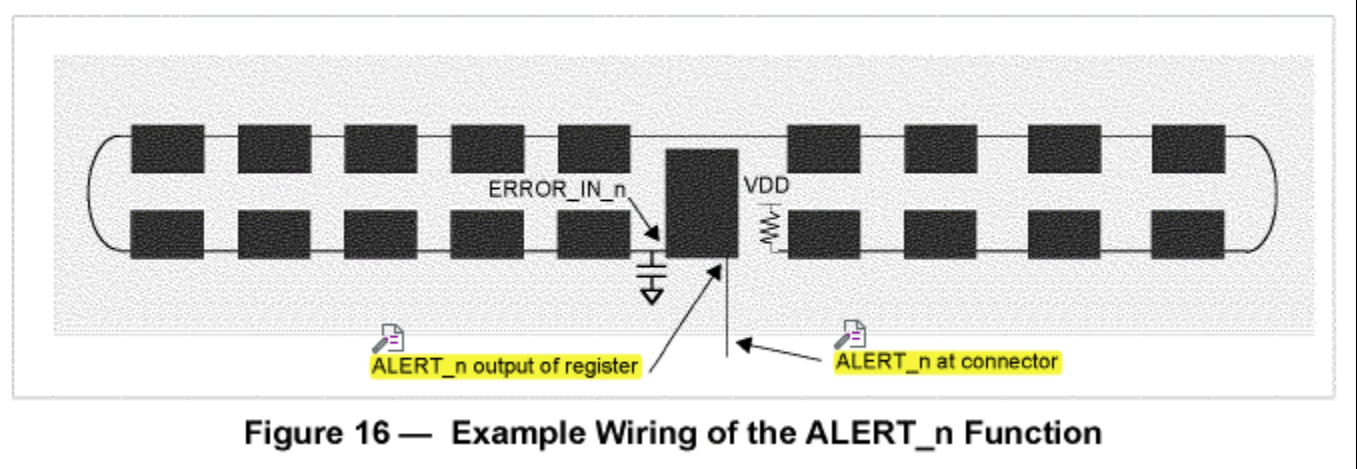 ERROR_IN_n
VDD
ALERT_n output of register
ALERT_n at connector
Figure 16 — Example Wiring of the ALERT_n Function